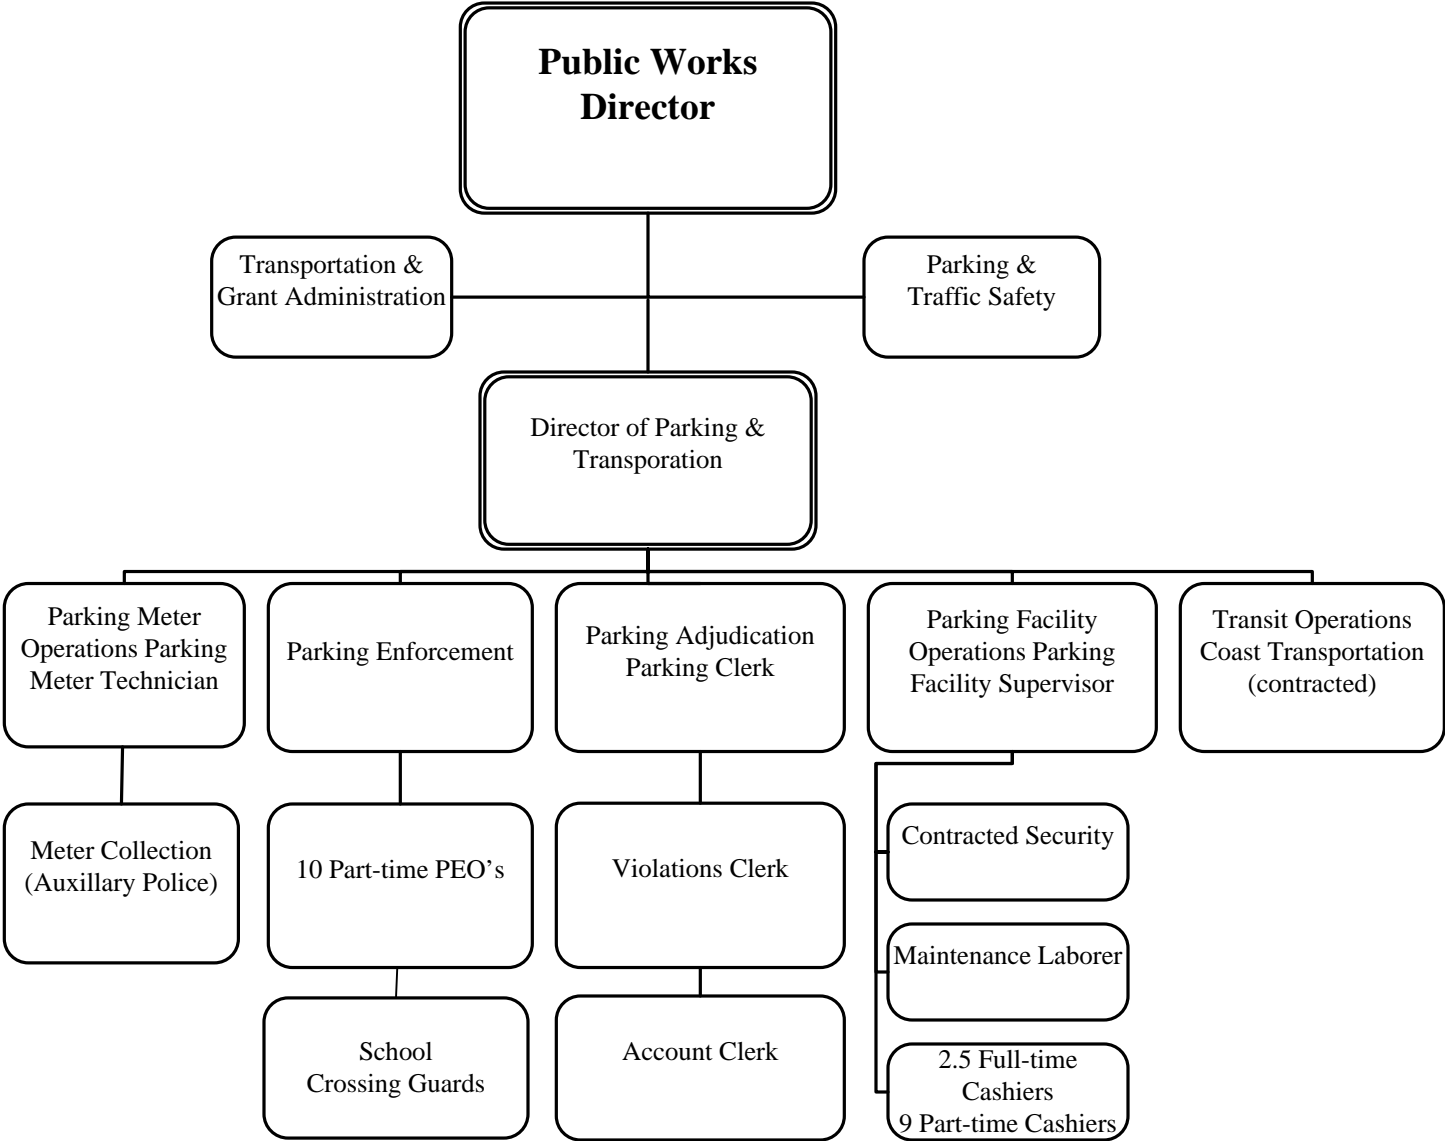 Public Works
Director
Transportation &
Grant Administration
Parking &
Traffic Safety
Director of Parking &
Transporation
Parking Meter
Operations Parking
Meter Technician
Parking Enforcement
Parking Adjudication
Parking Clerk
Parking Facility
Operations Parking
Facility Supervisor
Transit Operations
Coast Transportation
(contracted)
Meter Collection
(Auxillary Police)
10 Part-time PEO’s
Violations Clerk
Contracted Security
Maintenance Laborer
School
Crossing Guards
Account Clerk
2.5 Full-time
Cashiers
9 Part-time Cashiers